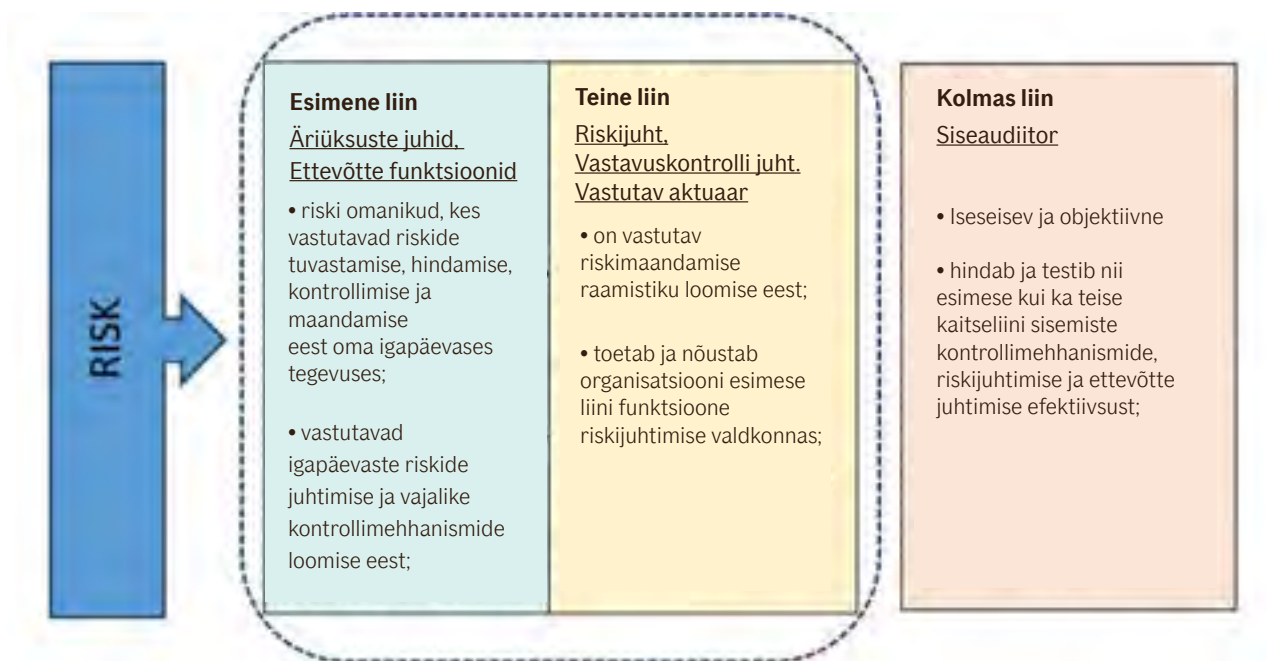 RISK
Esimene liin
Äriüksuste juhid,
Ettevõtte funktsioonid
• riski omanikud, kes
vastutavad riskide
tuvastamise, hindamise,
kontrollimise ja
maandamise
eest oma igapäevases
tegevuses;
• vastutavad
igapäevaste riskide
juhtimise ja vajalike
kontrollimehhanismide
loomise eest;
Teine liin
Riskijuht,
Vastavuskontrolli juht.
Vastutav aktuaar
• on vastutav
riskimaandamise
raamistiku loomise eest;
• toetab ja nõustab
organisatsiooni esimese
liini funktsioone
riskijuhtimise valdkonnas;
Kolmas liin
Siseaudiitor
• Iseseisev ja objektiivne
• hindab ja testib nii
esimese kui ka teise
kaitseliini sisemiste
kontrollimehhanismide,
riskijuhtimise ja ettevõtte
juhtimise efektiivsust;